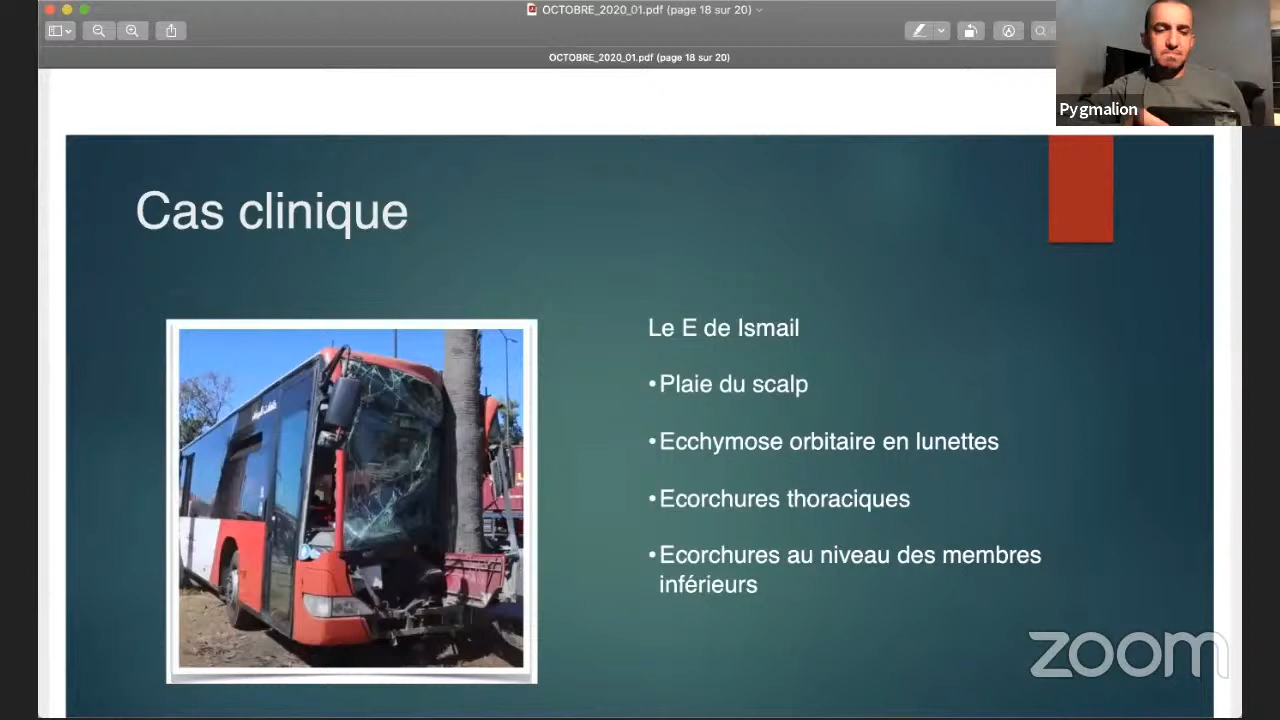 OCTOBRE_2020_01.pdf (page 18 sur 20)
OCTOBRE_2020_01.pdf (page 18 sur 20)
Pygmalion
Cas clinique
Le E de Ismail
•Plaie du scalp
•Ecchymose orbitaire en lunettes
•Ecorchures thoraciques
•Ecorchures au niveau des membres
inférieurs
zoom